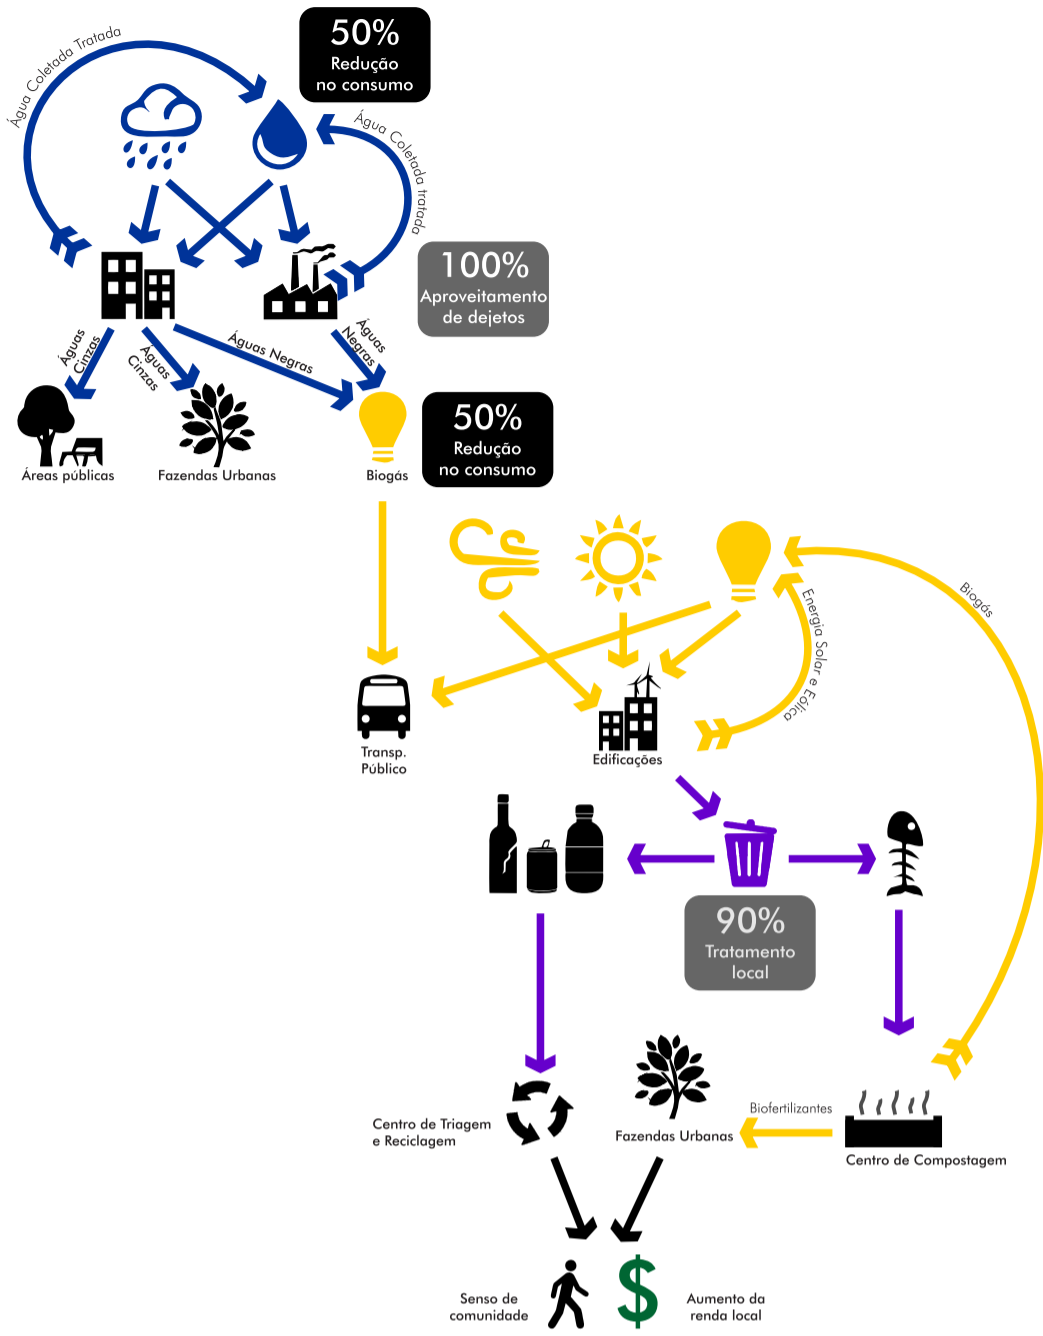 Água Coletada Tratada
50%
Redução
no consumo
Água Coletada tratada
100%
Aproveitamento
de dejetos
Águas
Cinzas
Águas
Cinzas
Águas Negras
Águas
Negras
50%
Redução
no consumo
Áreas públicas
Fazendas Urbanas
Biogás
Biogás
Energia Solar e Eólica
Transp.
Público
Edificações
90%
Tratamento
local
Centro de Triagem
e Reciclagem
Fazendas Urbanas
Biofertilizantes
Centro de Compostagem
Senso de
comunidade
$
Aumento da
renda local